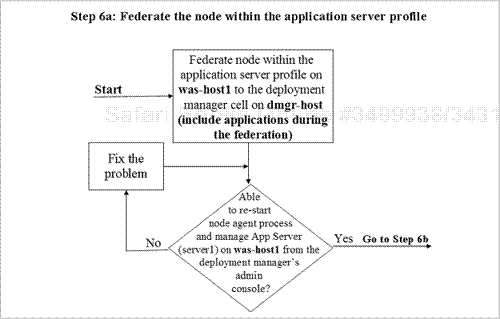 Step 6a: Federate the node within the application server profile
Start
Federate node within the
application server profile on
was-host1 to the deployment
manager cell on dmgr-host
(include applications during
the federation)
#3499938/3431
Fix the
problem
Able
to re-start
node agent process
and manage App Server
(server1) on was-host1 from the
deployment manager's
admin
console?
No
Yes
Go to Step 6b